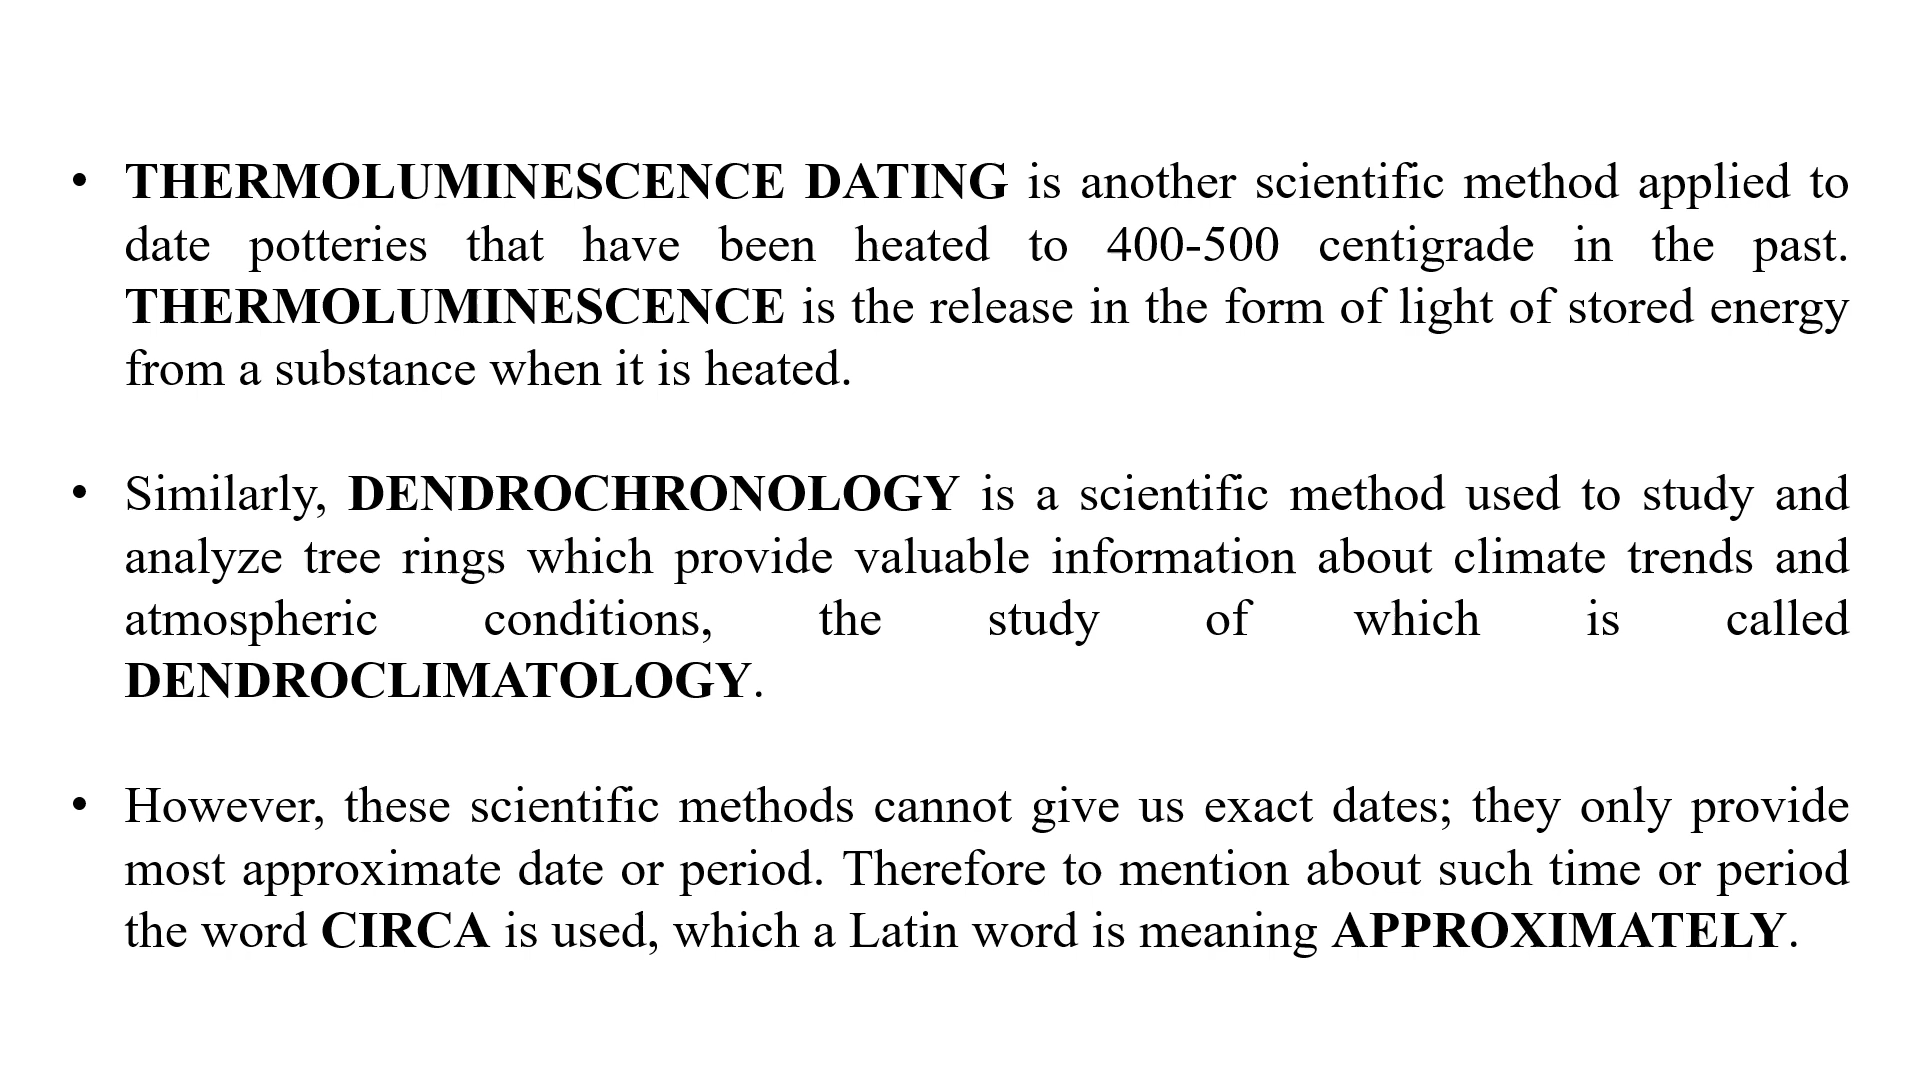 • THERMOLUMINESCENCE DATING is another scientific method applied to
date potteries that have been heated to 400-500 centigrade in the past.
THERMOLUMINESCENCE is the release in the form of light of stored energy
from a substance when it is heated.
• Similarly, DENDROCHRONOLOGY is a scientific method used to study and
analyze tree rings which provide valuable information about climate trends and
atmospheric conditions, the study of which is called
DENDROCLIMATOLOGY.
• However, these scientific methods cannot give us exact dates; they only provide
most approximate date or period. Therefore to mention about such time or period
the word CIRCA is used, which a Latin word is meaning APPROXIMATELY.